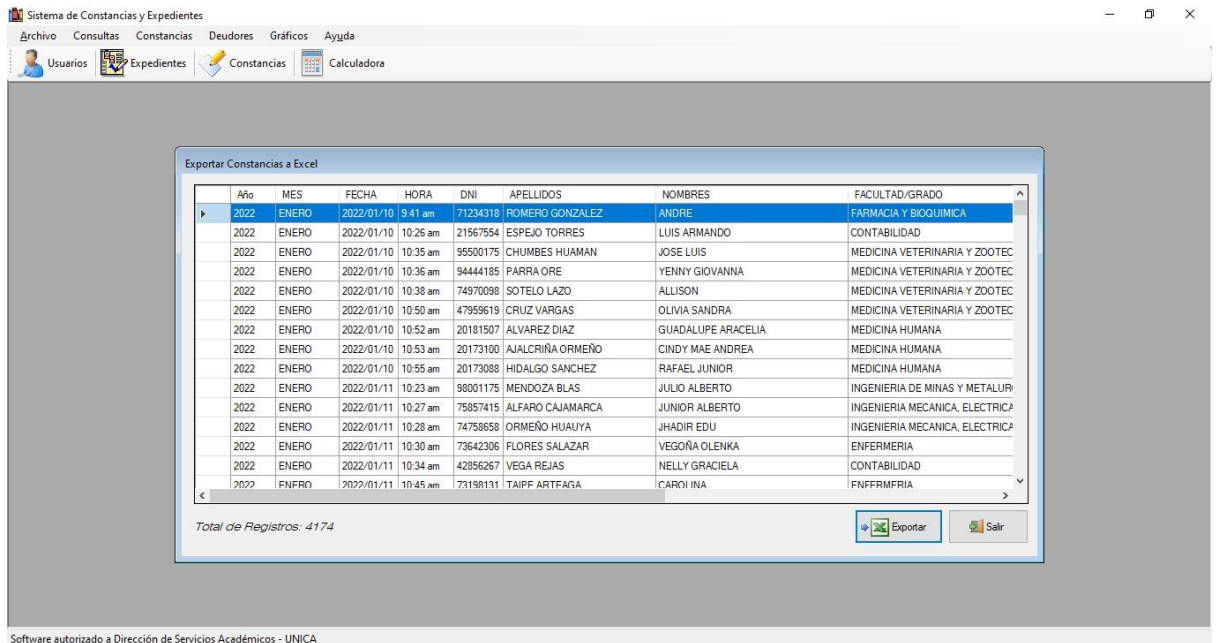 Sistema de Constancias y Expedientes
Archivo Consultas Constancias Deudores Gráficos Ayuda
Usuarios Expedientes Constancias Calculadora
Exportar Constancias a Excel
Año MES FECHA HORA DNI APELLIDOS NOMBRES FACULTAD/GRADO
2022 ENERO 2022/01/10 9:41 am 71234318 ROMERO GONZALEZ ANDRE FARMACIA Y BIOQUIMICA
2022 ENERO 2022/01/10 10:26 am 21567554 ESPEJO TORRES LUIS ARMANDO CONTABILIDAD
2022 ENERO 2022/01/10 10:35 am 95500175 CHUMBES HUAMAN JOSE LUIS MEDICINA VETERINARIA Y ZOOTEC
2022 ENERO 2022/01/10 10:36 am 94444185 PARRA ORE YENNY GIOVANNA MEDICINA VETERINARIA Y ZOOTEC
2022 ENERO 2022/01/10 10:38 am 74970098 SOTELO LAZO ALLISON MEDICINA VETERINARIA Y ZOOTEC
2022 ENERO 2022/01/10 10:50 am 47959619 CRUZ VARGAS OLIVIA SANDRA MEDICINA VETERINARIA Y ZOOTEC
2022 ENERO 2022/01/10 10:52 am 20181507 ALVAREZ DIAZ GUADALUPE ARACELIA MEDICINA HUMANA
2022 ENERO 2022/01/10 10:53 am 20173100 AJALCRIÑA ORMEÑO CINDY MAE ANDREA MEDICINA HUMANA
2022 ENERO 2022/01/10 10:55 am 20173088 HIDALGO SANCHEZ RAFAEL JUNIOR MEDICINA HUMANA
2022 ENERO 2022/01/11 10:23 am 98001175 MENDOZA BLAS JULIO ALBERTO INGENIERIA DE MINAS Y METALUR
2022 ENERO 2022/01/11 10:27 am 75857415 ALFARO CAJAMARCA JUNIOR ALBERTO INGENIERIA MECANICA, ELECTRICA
2022 ENERO 2022/01/11 10:28 am 74758658 ORMEÑO HUAUYA JHADIR EDU INGENIERIA MECANICA, ELECTRICA
2022 ENERO 2022/01/11 10:30 am 73642306 FLORES SALAZAR VEGOÑA OLENKA ENFERMERIA
2022 ENERO 2022/01/11 10:34 am 42856267 VEGA REJAS NELLY GRACIELA CONTABILIDAD
2022 ENERO 2022/01/11 10:45 am 73198131 TAIPE ARTEAGA CAROLINA ENFERMERIA
Total de Registros: 4174
Exportar Salir
Software autorizado a Dirección de Servicios Académicos - UNICA